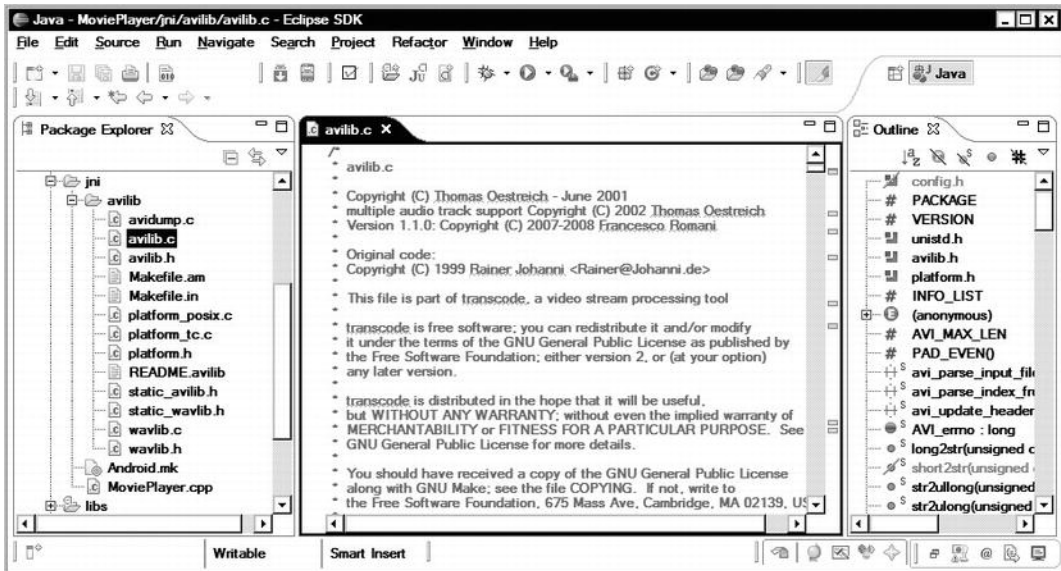 Java - MoviePlayer/jni/avilib/avilib.c - Eclipse SDK
File Edit Source Run Navigate Search Project Refactor Window Help
Java
Package Explorer
jni
avilib
avidump.c
avilib.c
avilib.h
Makefile.am
Makefile.in
platform_posix.c
platform_tc.c
platform.h
README.avilib
static_avilib.h
static_wavlib.h
wavlib.c
wavlib.h
Android.mk
MoviePlayer.cpp
libs
avilib.c
/*
* avilib.c
*
* Copyright (C) Thomas Oestreich - June 2001
* multiple audio track support Copyright (C) 2002 Thomas Oestreich
* Version 1.1.0: Copyright (C) 2007-2008 Francesco Romani
*
* Original code:
* Copyright (C) 1999 Rainer Johanni <Rainer@Johanni.de>
*
* This file is part of transcode, a video stream processing tool
*
* transcode is free software; you can redistribute it and/or modify
* it under the terms of the GNU General Public License as published by
* the Free Software Foundation; either version 2, or (at your option)
* any later version.
*
* transcode is distributed in the hope that it will be useful,
* but WITHOUT ANY WARRANTY; without even the implied warranty of
* MERCHANTABILITY or FITNESS FOR A PARTICULAR PURPOSE. See
* GNU General Public License for more details.
*
* You should have received a copy of the GNU General Public License
* along with GNU Make; see the file COPYING. If not, write to
* the Free Software Foundation, 675 Mass Ave, Cambridge, MA 02139, US
Outline
config.h
# PACKAGE
# VERSION
unistd.h
avilib.h
platform.h
# INFO_LIST
(anonymous)
# AVI_MAX_LEN
# PAD_EVEN()
avi_parse_input_file
avi_parse_index_fr
avi_update_header
AVI_errno : long
long2str(unsigned c
short2str(unsigned c
str2ullong(unsigned
str2ulong(unsigned
Writable Smart Insert